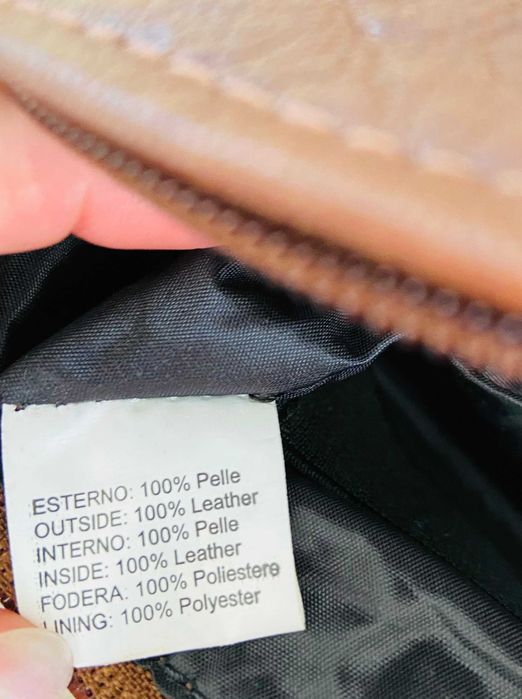 ESTERNO: 100% Pelle
OUTSIDE: 100% Leather
INTERNO: 100% Pelle
INSIDE: 100% Leather
FODERA: 100% Poliestere
LINING: 100% Polyester